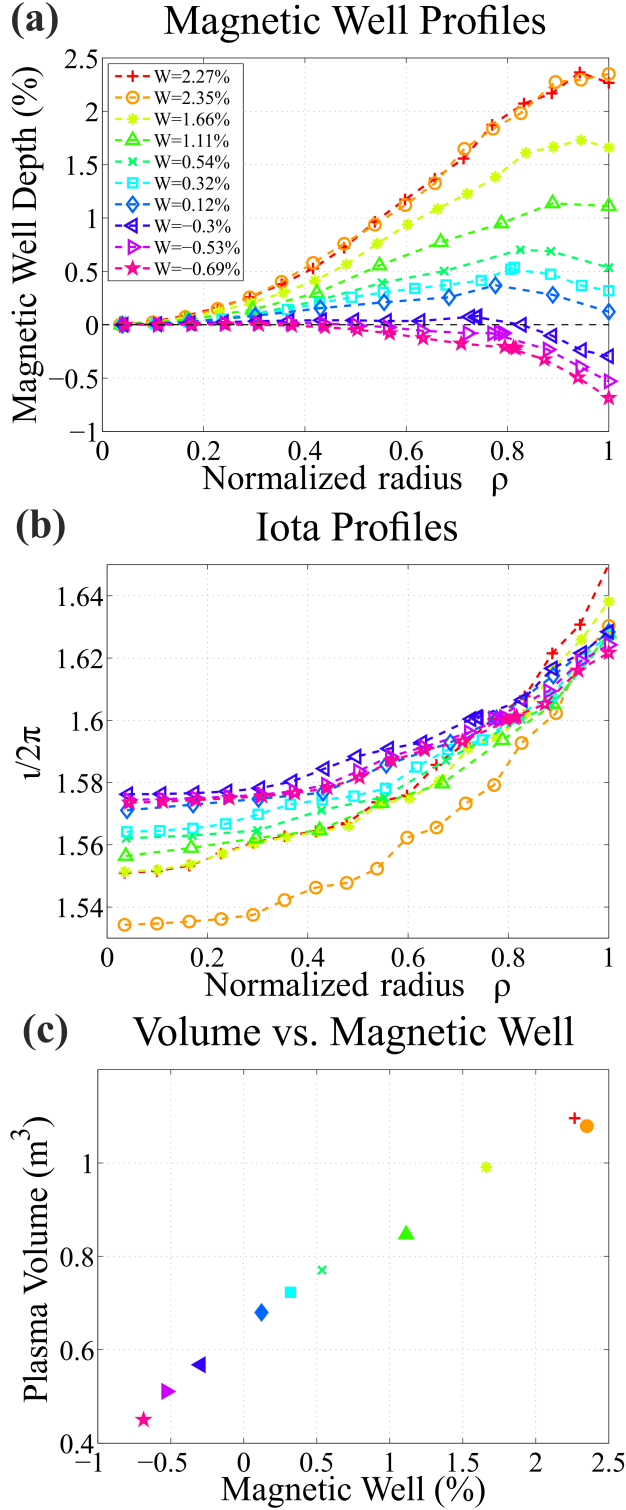 (a) Magnetic Well Profiles
Magnetic Well Depth (%)
2.5
2
1.5
1
0.5
0
−0.5
−1
W=2.27%
W=2.35%
W=1.66%
W=1.11%
W=0.54%
W=0.32%
W=0.12%
W=−0.3%
W=−0.53%
W=−0.69%
0 0.2 0.4 0.6 0.8 1
Normalized radius ρ
(b) Iota Profiles
ι/2π
1.64
1.62
1.6
1.58
1.56
1.54
0 0.2 0.4 0.6 0.8 1
Normalized radius ρ
(c) Volume vs. Magnetic Well
Plasma Volume (m³)
1
0.8
0.6
0.4
−1 −0.5 0 0.5 1 1.5 2 2.5
Magnetic Well (%)